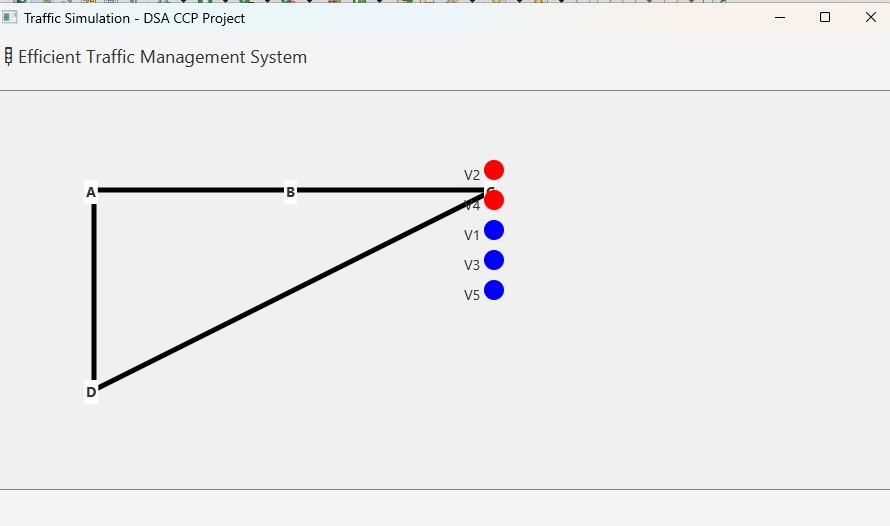 Traffic Simulation - DSA CCP Project
Efficient Traffic Management System
V2
A
B
C
V4
V1
V3
V5
D